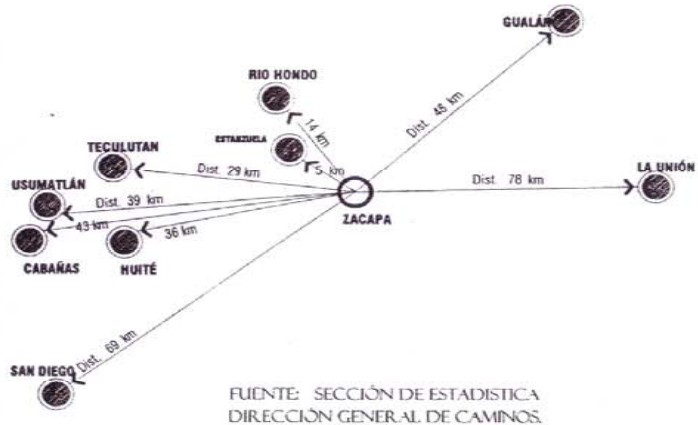 GUALÁN
RIO HONDO
Dist. 45 km
14 km
ESTANZUELA
TECULUTAN
Dist. 29 km
5 km
LA UNIÓN
Dist. 78 km
USUMATLÁN
Dist. 39 km
ZACAPA
43 km
36 km
CABAÑAS
HUITÉ
Dist. 69 km
SAN DIEGO
FUENTE: SECCIÓN DE ESTADISTICA
DIRECCIÓN GENERAL DE CAMINOS.